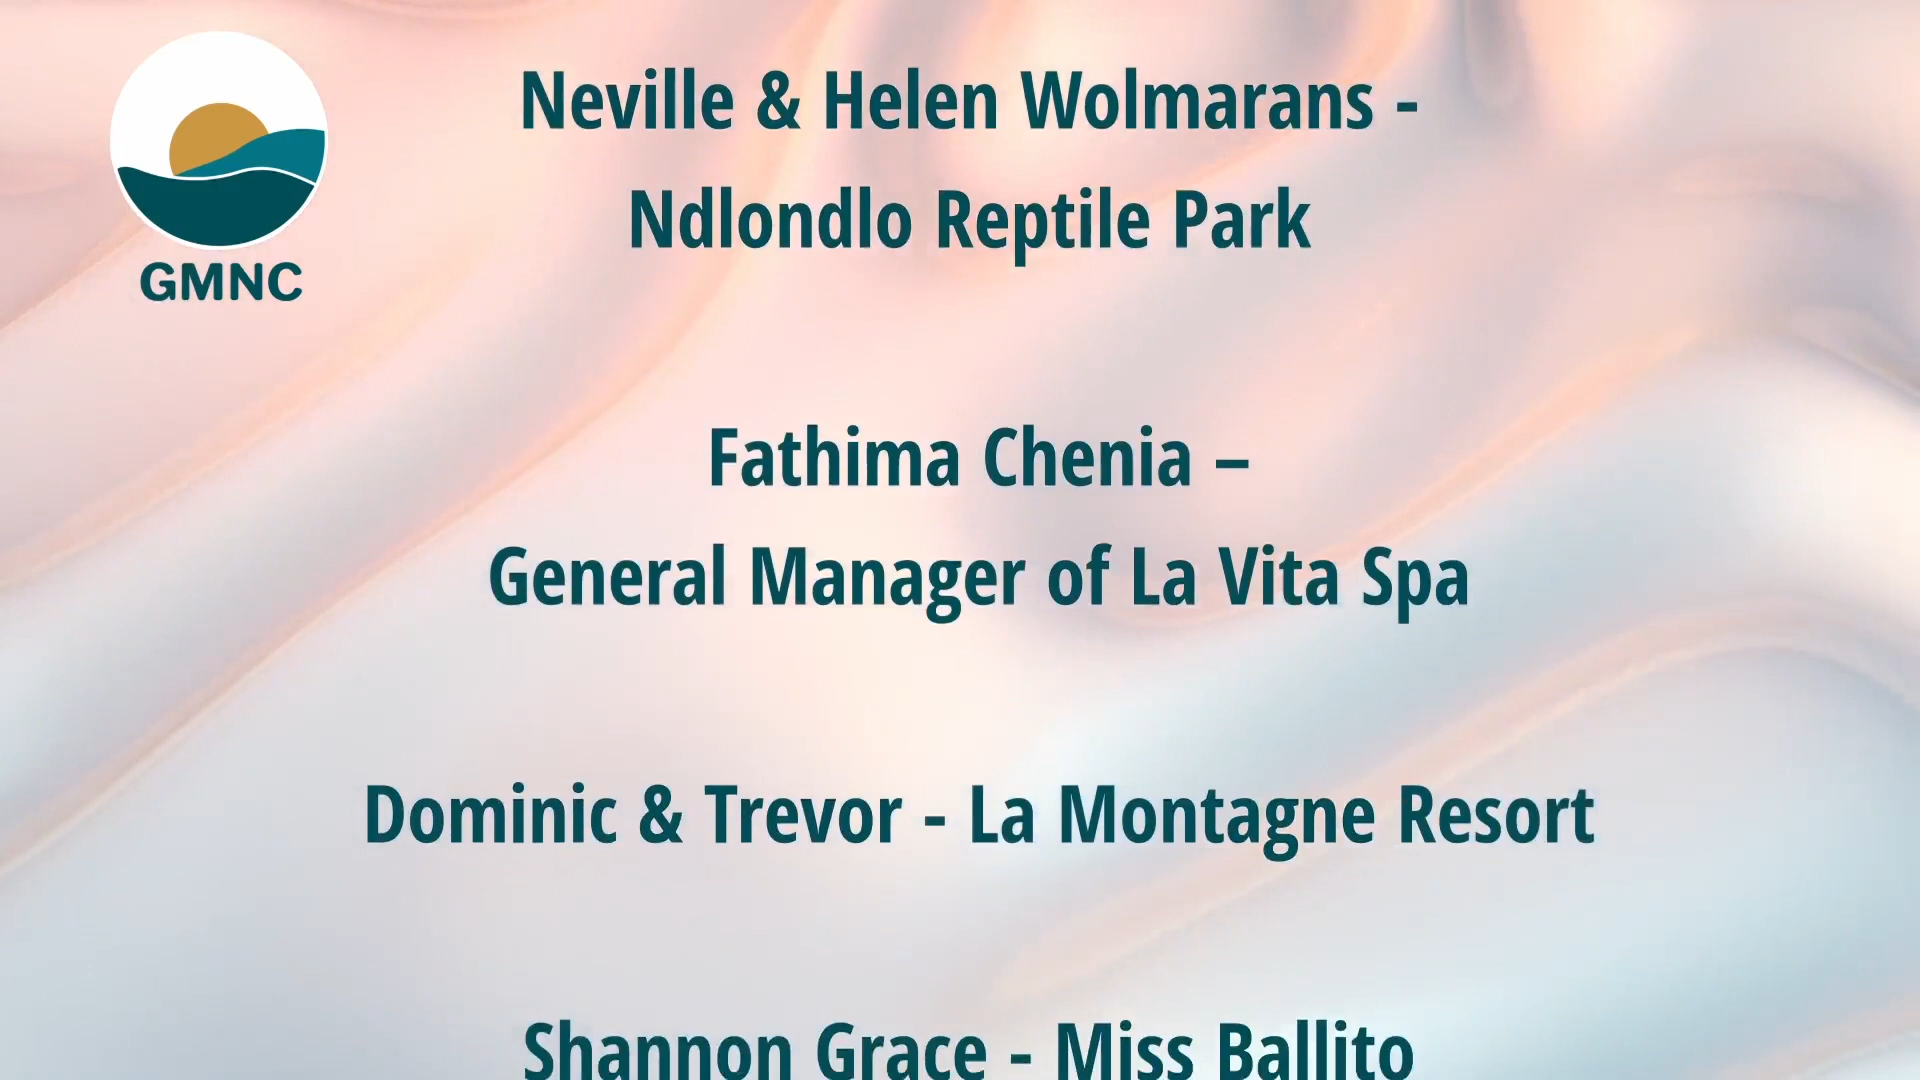 GMNC
Neville & Helen Wolmarans -
Ndlondlo Reptile Park
Fathima Chenia –
General Manager of La Vita Spa
Dominic & Trevor - La Montagne Resort
Shannon Grace - Miss Ballito